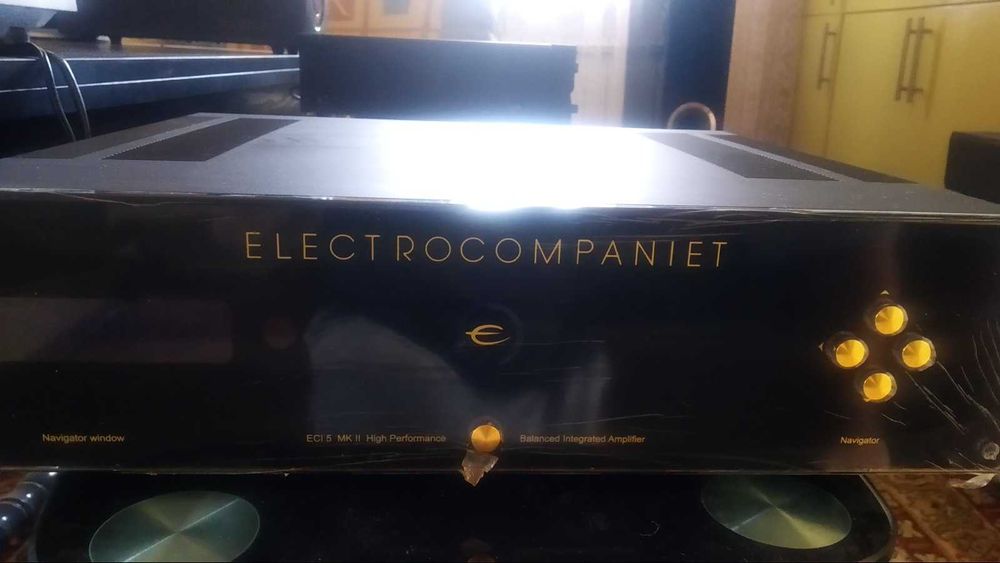 ELECTROCOMPANIET
Navigator window
ECI 5 MK II High Performance
Balanced Integrated Amplifier
Navigator